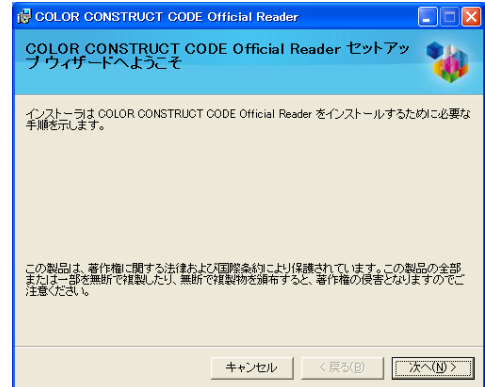 COLOR CONSTRUCT CODE Official Reader
COLOR CONSTRUCT CODE Official Reader セットアッ
プ ウィザードへようこそ
インストーラは COLOR CONSTRUCT CODE Official Reader をインストールするために必要な
手順を示します。
この製品は、著作権に関する法律および国際条約により保護されています。この製品の全部
または一部を無断で複製したり、無断で複製物を頒布すると、著作権の侵害となりますのでご
注意ください。
キャンセル
< 戻る(B)
次へ(N) >